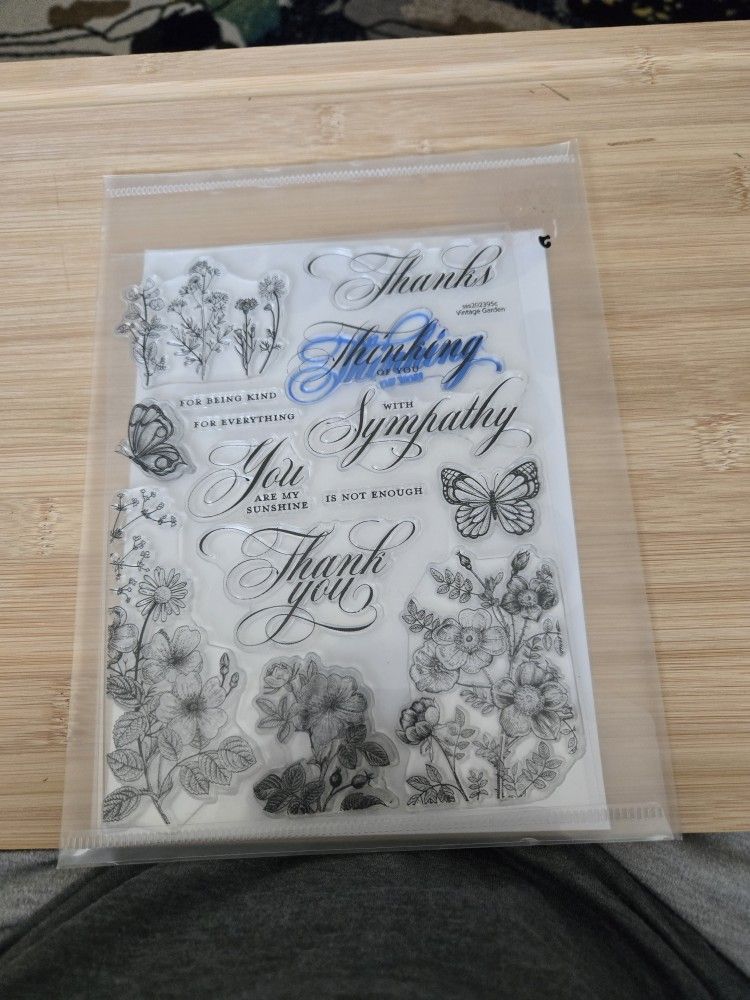 Thanks
sss202395c
Vintage Garden
Thinking
OF YOU
FOR BEING KIND
FOR EVERYTHING
WITH
Sympathy
You
ARE MY
SUNSHINE
IS NOT ENOUGH
Thank
you